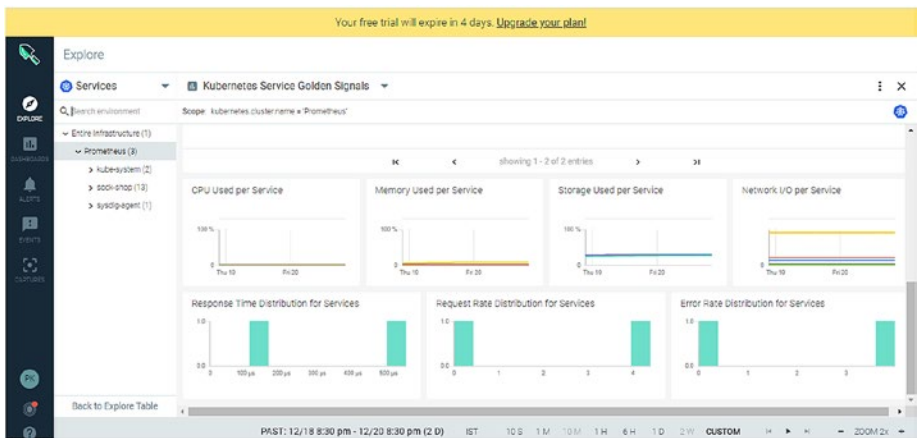 Your free trial will expire in 4 days. Upgrade your plan!
Explore
EXPLORE
DASHBOARDS
ALERTS
EVENTS
CAPTURES
PK
Services
Search environment
Entire Infrastructure (1)
Prometheus (3)
kube-system (2)
sock-shop (13)
sysdig-agent (1)
Back to Explore Table
Kubernetes Service Golden Signals
Scope: kubernetes.cluster.name = 'Prometheus'
showing 1 - 2 of 2 entries
CPU Used per Service
100 %
0
Thu 19 Fri 20
Memory Used per Service
100 %
0
Thu 19 Fri 20
Storage Used per Service
100 %
0
Thu 19 Fri 20
Network I/O per Service
Thu 19 Fri 20
Response Time Distribution for Services
1.0
0.0
0 100 µs 200 µs 300 µs 400 µs 500 µs
Request Rate Distribution for Services
1.0
0.0
0 1 2 3 4
Error Rate Distribution for Services
1.0
0.0
0 1 2 3
PAST: 12/18 8:30 pm - 12/20 8:30 pm (2 D) IST 10 S 1 M 10 M 1 H 6 H 1 D 2 W CUSTOM ZOOM 2x